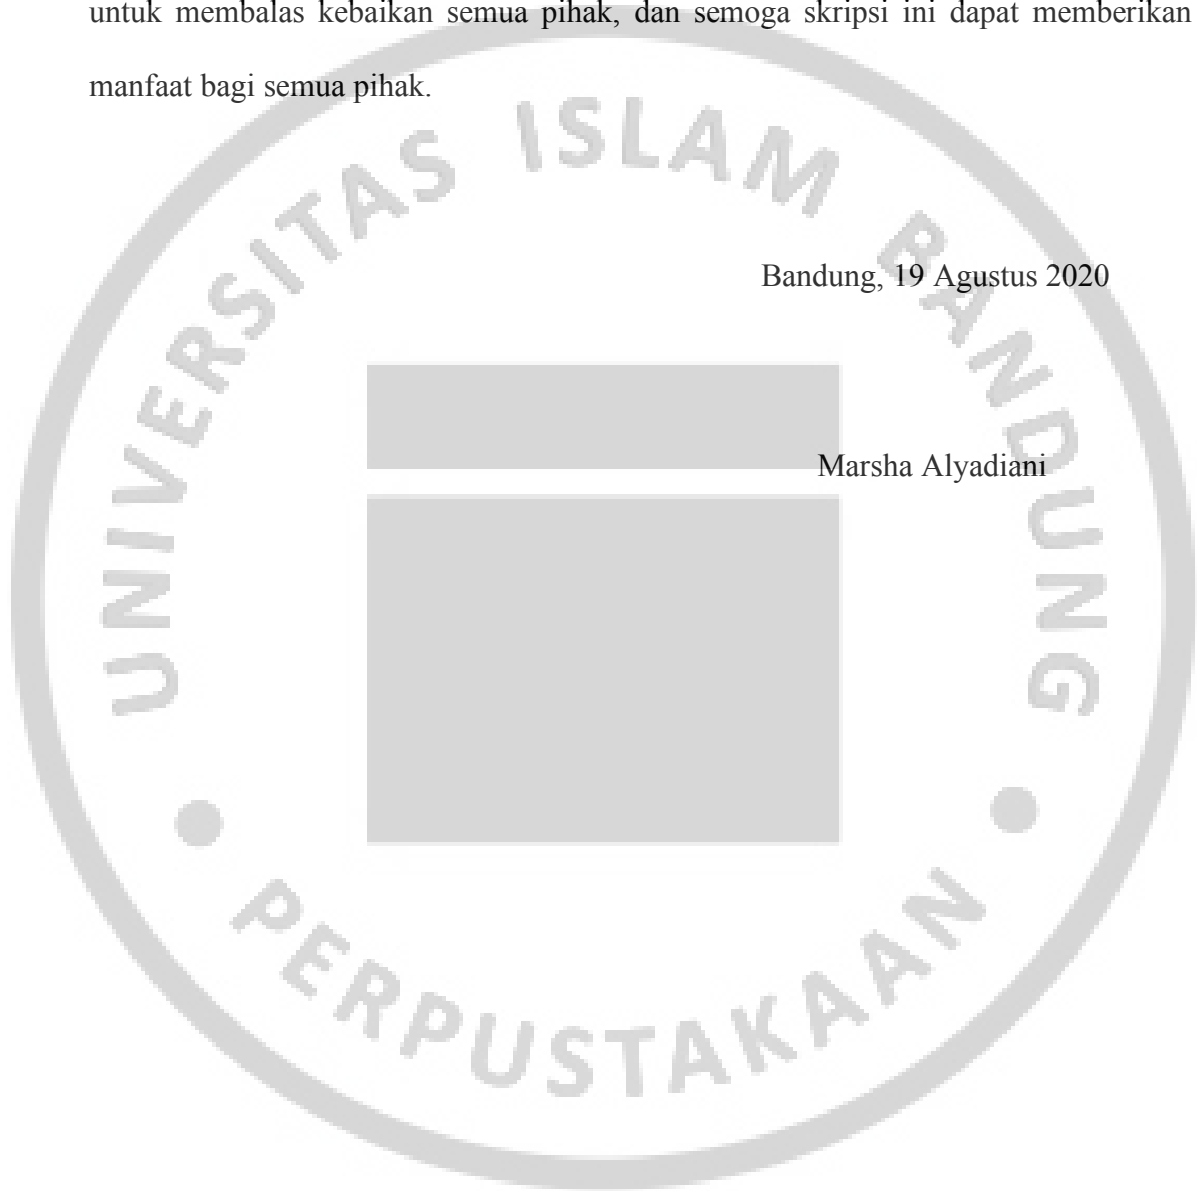 untuk membalas kebaikan semua pihak, dan semoga skripsi ini dapat memberikan
manfaat bagi semua pihak.
UNIVERSITAS ISLAM BANDUNG
Bandung, 19 Agustus 2020
Marsha Alyadiani
PERPUSTAKAAN